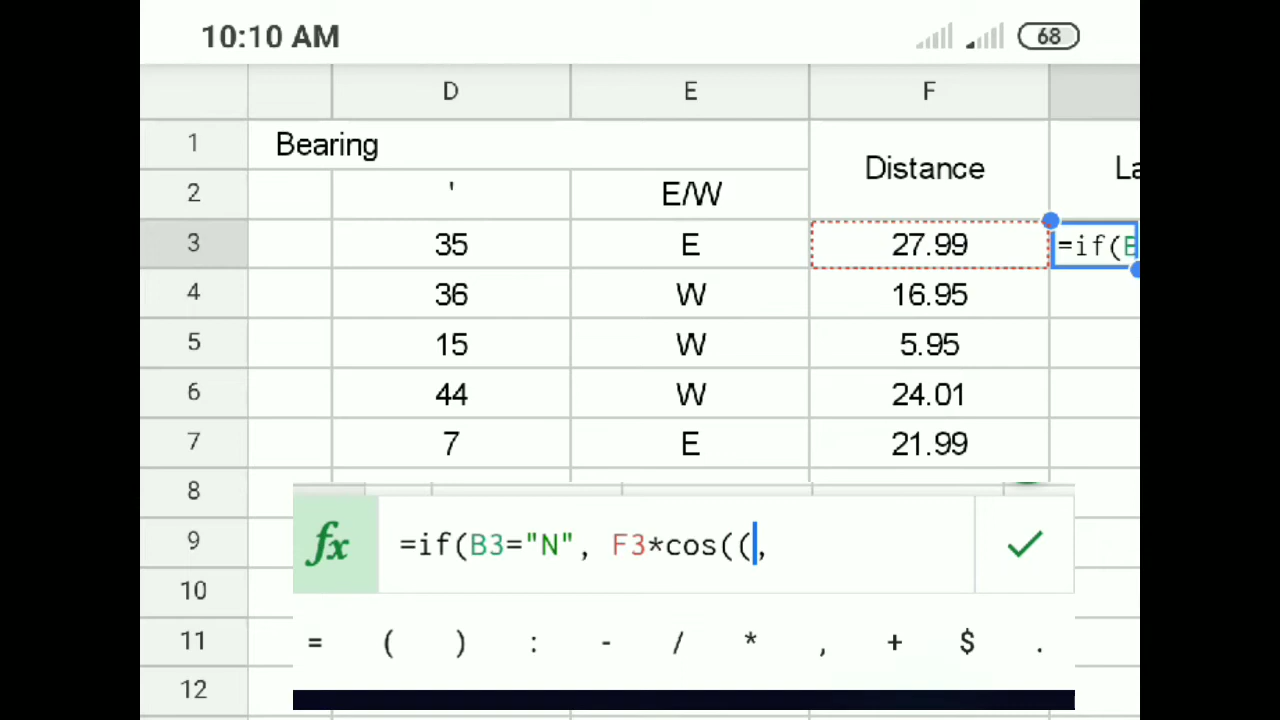 10:10 AM 68
D E F
1 Bearing Distance La
2 ' E/W
3 35 E 27.99 =if(B
4 36 W 16.95
5 15 W 5.95
6 44 W 24.01
7 7 E 21.99
8
9 fx =if(B3="N", F3*cos((,
10
11 = ( ) : - / * , + $ .
12